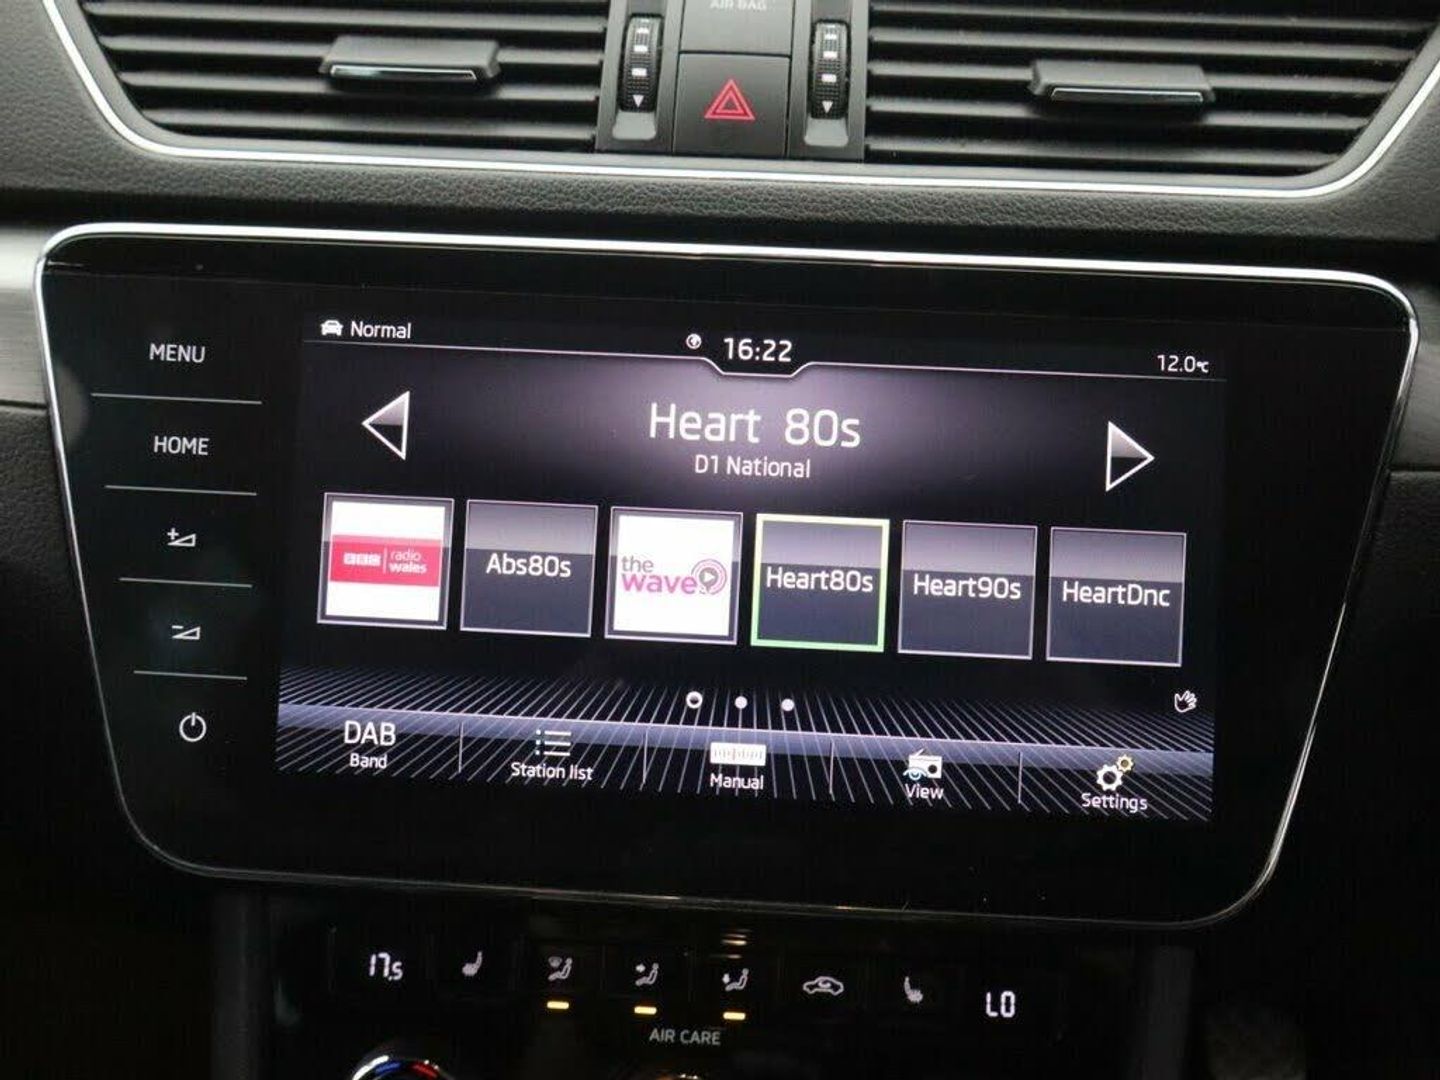 AIR BAG
MENU
HOME
Normal
16:22
12.0°C
Heart 80s
D1 National
BBC radio wales
Abs80s
the wave
Heart80s
Heart90s
HeartDnc
DAB
Band
Station list
Manual
View
Settings
17.5
LO
AIR CARE